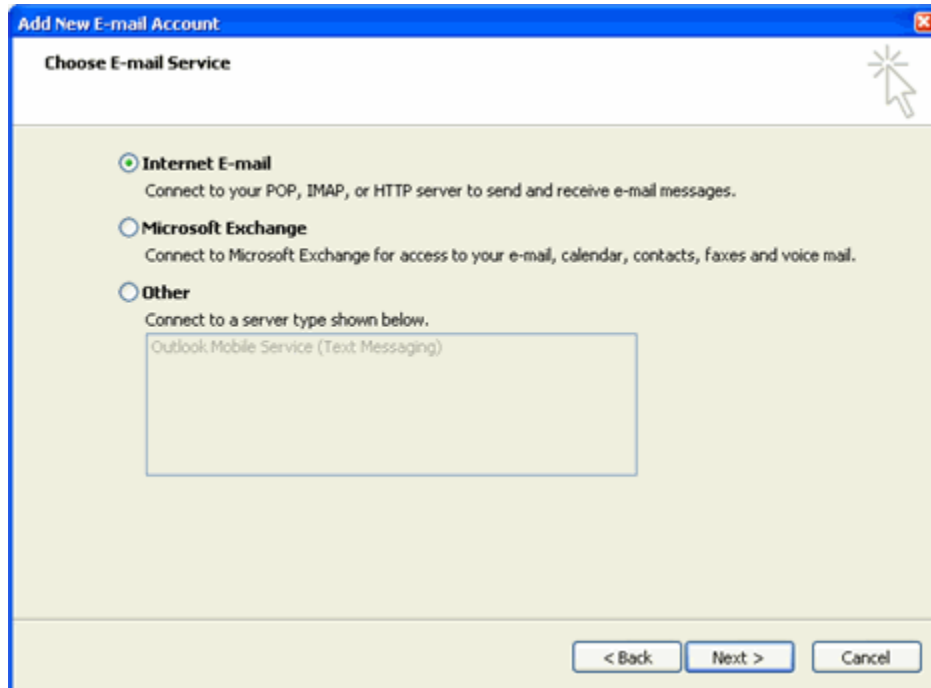 Add New E-mail Account
Choose E-mail Service
Internet E-mail
Connect to your POP, IMAP, or HTTP server to send and receive e-mail messages.
Microsoft Exchange
Connect to Microsoft Exchange for access to your e-mail, calendar, contacts, faxes and voice mail.
Other
Connect to a server type shown below.
Outlook Mobile Service (Text Messaging)
< Back Next > Cancel